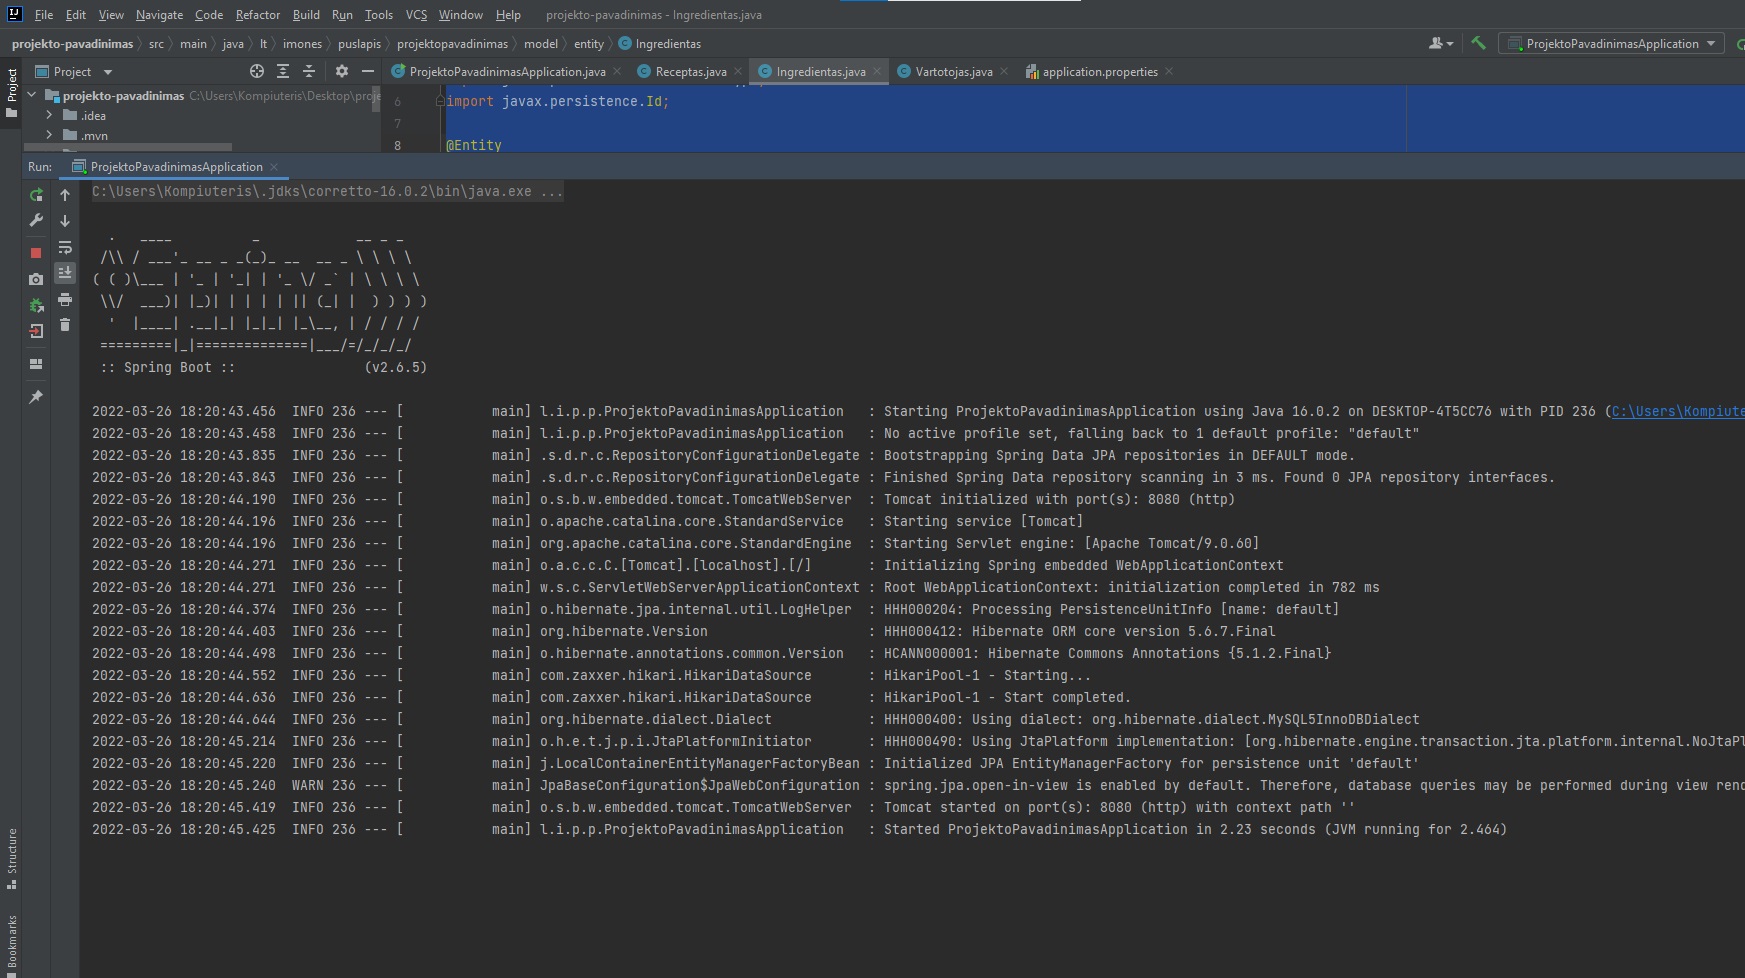 File Edit View Navigate Code Refactor Build Run Tools VCS Window Help projekto-pavadinimas - Ingredientas.java
projekto-pavadinimas src main java lt imones puslapis projektopavadinimas model entity Ingredientas ProjektoPavadinimasApplication
Project ProjektoPavadinimasApplication.java Receptas.java Ingredientas.java Vartotojas.java application.properties
Project
projekto-pavadinimas C:\Users\Kompiuteris\Desktop\proje
.idea
.mvn
6 import javax.persistence.Id;
7
8 @Entity
Run: ProjektoPavadinimasApplication
C:\Users\Kompiuteris\.jdks\corretto-16.0.2\bin\java.exe ...
  .   ____          _            __ _ _
 /\\ / ___'_ __ _ _(_)_ __  __ _ \ \ \ \
( ( )\___ | '_ | '_| | '_ \/ _` | \ \ \ \
 \\/  ___)| |_)| | | | | || (_| |  ) ) ) )
  '  |____| .__|_| |_|_| |_\__, | / / / /
 =========|_|==============|___/=/_/_/_/
 :: Spring Boot ::                (v2.6.5)
2022-03-26 18:20:43.456  INFO 236 --- [           main] l.i.p.p.ProjektoPavadinimasApplication   : Starting ProjektoPavadinimasApplication using Java 16.0.2 on DESKTOP-4T5CC76 with PID 236 (C:\Users\Kompiute
2022-03-26 18:20:43.458  INFO 236 --- [           main] l.i.p.p.ProjektoPavadinimasApplication   : No active profile set, falling back to 1 default profile: "default"
2022-03-26 18:20:43.835  INFO 236 --- [           main] .s.d.r.c.RepositoryConfigurationDelegate : Bootstrapping Spring Data JPA repositories in DEFAULT mode.
2022-03-26 18:20:43.843  INFO 236 --- [           main] .s.d.r.c.RepositoryConfigurationDelegate : Finished Spring Data repository scanning in 3 ms. Found 0 JPA repository interfaces.
2022-03-26 18:20:44.190  INFO 236 --- [           main] o.s.b.w.embedded.tomcat.TomcatWebServer  : Tomcat initialized with port(s): 8080 (http)
2022-03-26 18:20:44.196  INFO 236 --- [           main] o.apache.catalina.core.StandardService   : Starting service [Tomcat]
2022-03-26 18:20:44.196  INFO 236 --- [           main] org.apache.catalina.core.StandardEngine  : Starting Servlet engine: [Apache Tomcat/9.0.60]
2022-03-26 18:20:44.271  INFO 236 --- [           main] o.a.c.c.C.[Tomcat].[localhost].[/]       : Initializing Spring embedded WebApplicationContext
2022-03-26 18:20:44.271  INFO 236 --- [           main] w.s.c.ServletWebServerApplicationContext : Root WebApplicationContext: initialization completed in 782 ms
2022-03-26 18:20:44.374  INFO 236 --- [           main] o.hibernate.jpa.internal.util.LogHelper  : HHH000204: Processing PersistenceUnitInfo [name: default]
2022-03-26 18:20:44.403  INFO 236 --- [           main] org.hibernate.Version                    : HHH000412: Hibernate ORM core version 5.6.7.Final
2022-03-26 18:20:44.498  INFO 236 --- [           main] o.hibernate.annotations.common.Version   : HCANN000001: Hibernate Commons Annotations {5.1.2.Final}
2022-03-26 18:20:44.552  INFO 236 --- [           main] com.zaxxer.hikari.HikariDataSource       : HikariPool-1 - Starting...
2022-03-26 18:20:44.636  INFO 236 --- [           main] com.zaxxer.hikari.HikariDataSource       : HikariPool-1 - Start completed.
2022-03-26 18:20:44.644  INFO 236 --- [           main] org.hibernate.dialect.Dialect            : HHH000400: Using dialect: org.hibernate.dialect.MySQL5InnoDBDialect
2022-03-26 18:20:45.214  INFO 236 --- [           main] o.h.e.t.j.p.i.JtaPlatformInitiator       : HHH000490: Using JtaPlatform implementation: [org.hibernate.engine.transaction.jta.platform.internal.NoJtaPl
2022-03-26 18:20:45.220  INFO 236 --- [           main] j.LocalContainerEntityManagerFactoryBean : Initialized JPA EntityManagerFactory for persistence unit 'default'
2022-03-26 18:20:45.240  WARN 236 --- [           main] JpaBaseConfiguration$JpaWebConfiguration : spring.jpa.open-in-view is enabled by default. Therefore, database queries may be performed during view rend
2022-03-26 18:20:45.419  INFO 236 --- [           main] o.s.b.w.embedded.tomcat.TomcatWebServer  : Tomcat started on port(s): 8080 (http) with context path ''
2022-03-26 18:20:45.425  INFO 236 --- [           main] l.i.p.p.ProjektoPavadinimasApplication   : Started ProjektoPavadinimasApplication in 2.23 seconds (JVM running for 2.464)
Structure
Bookmarks